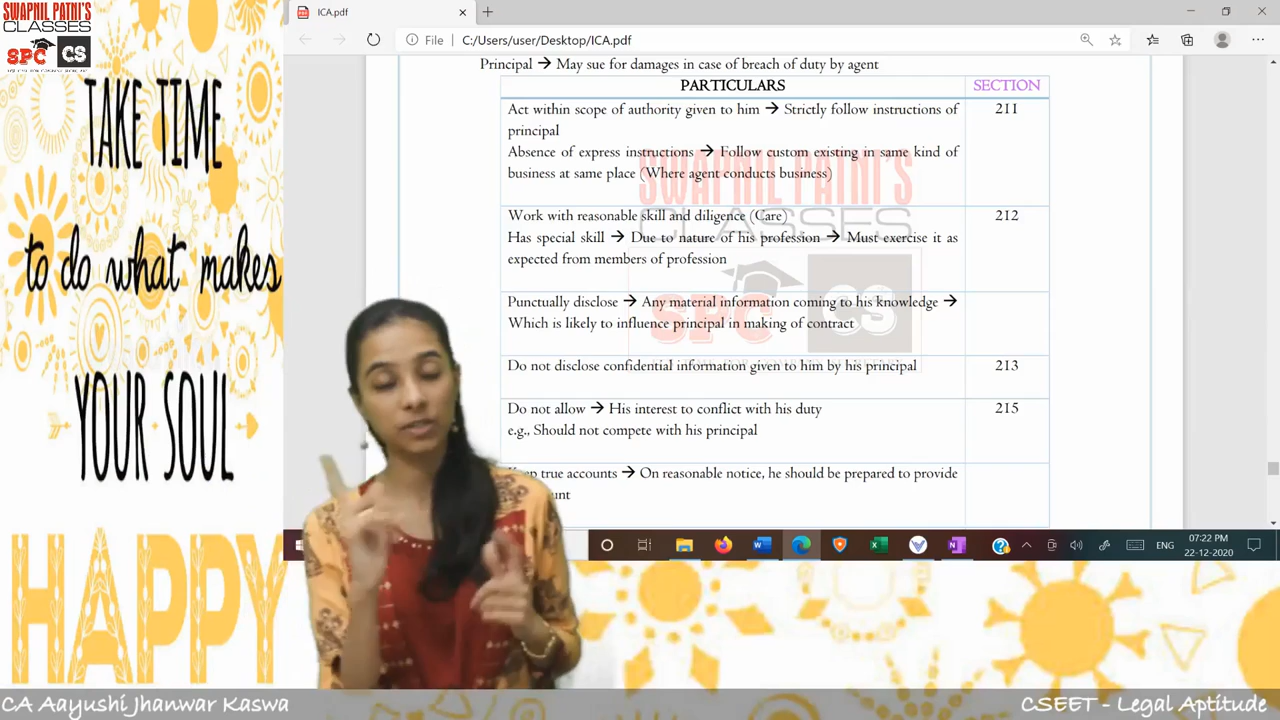 SWAPNIL PATNI'S
CLASSES
SPC CS
TAKE TIME
to do what makes
YOUR SOUL
HAPPY
ICA.pdf
File C:/Users/user/Desktop/ICA.pdf
Principal → May sue for damages in case of breach of duty by agent
PARTICULARS SECTION
Act within scope of authority given to him → Strictly follow instructions of 211
principal
Absence of express instructions → Follow custom existing in same kind of
business at same place (Where agent conducts business)
Work with reasonable skill and diligence (Care) 212
Has special skill → Due to nature of his profession → Must exercise it as
expected from members of profession
Punctually disclose → Any material information coming to his knowledge →
Which is likely to influence principal in making of contract
Do not disclose confidential information given to him by his principal 213
Do not allow → His interest to conflict with his duty 215
e.g., Should not compete with his principal
true accounts → On reasonable notice, he should be prepared to provide
SWAPNIL PATNI'S
CLASSES
SPC CS
ENG 07:22 PM
22-12-2020
CA Aayushi Jhanwar Kaswa CSEET - Legal Aptitude